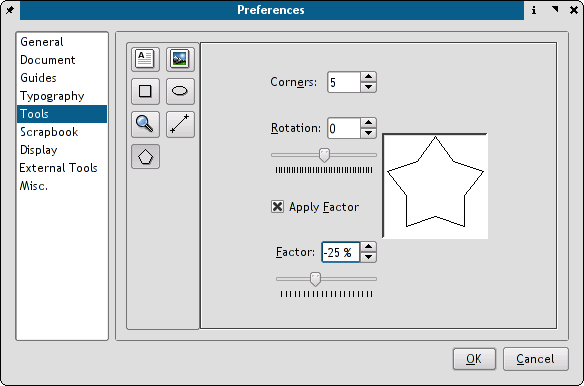 Preferences
General
Document
Guides
Typography
Tools
Scrapbook
Display
External Tools
Misc.
A
Corners: 5
Rotation: 0
Apply Factor
Factor: -25 %
OK
Cancel